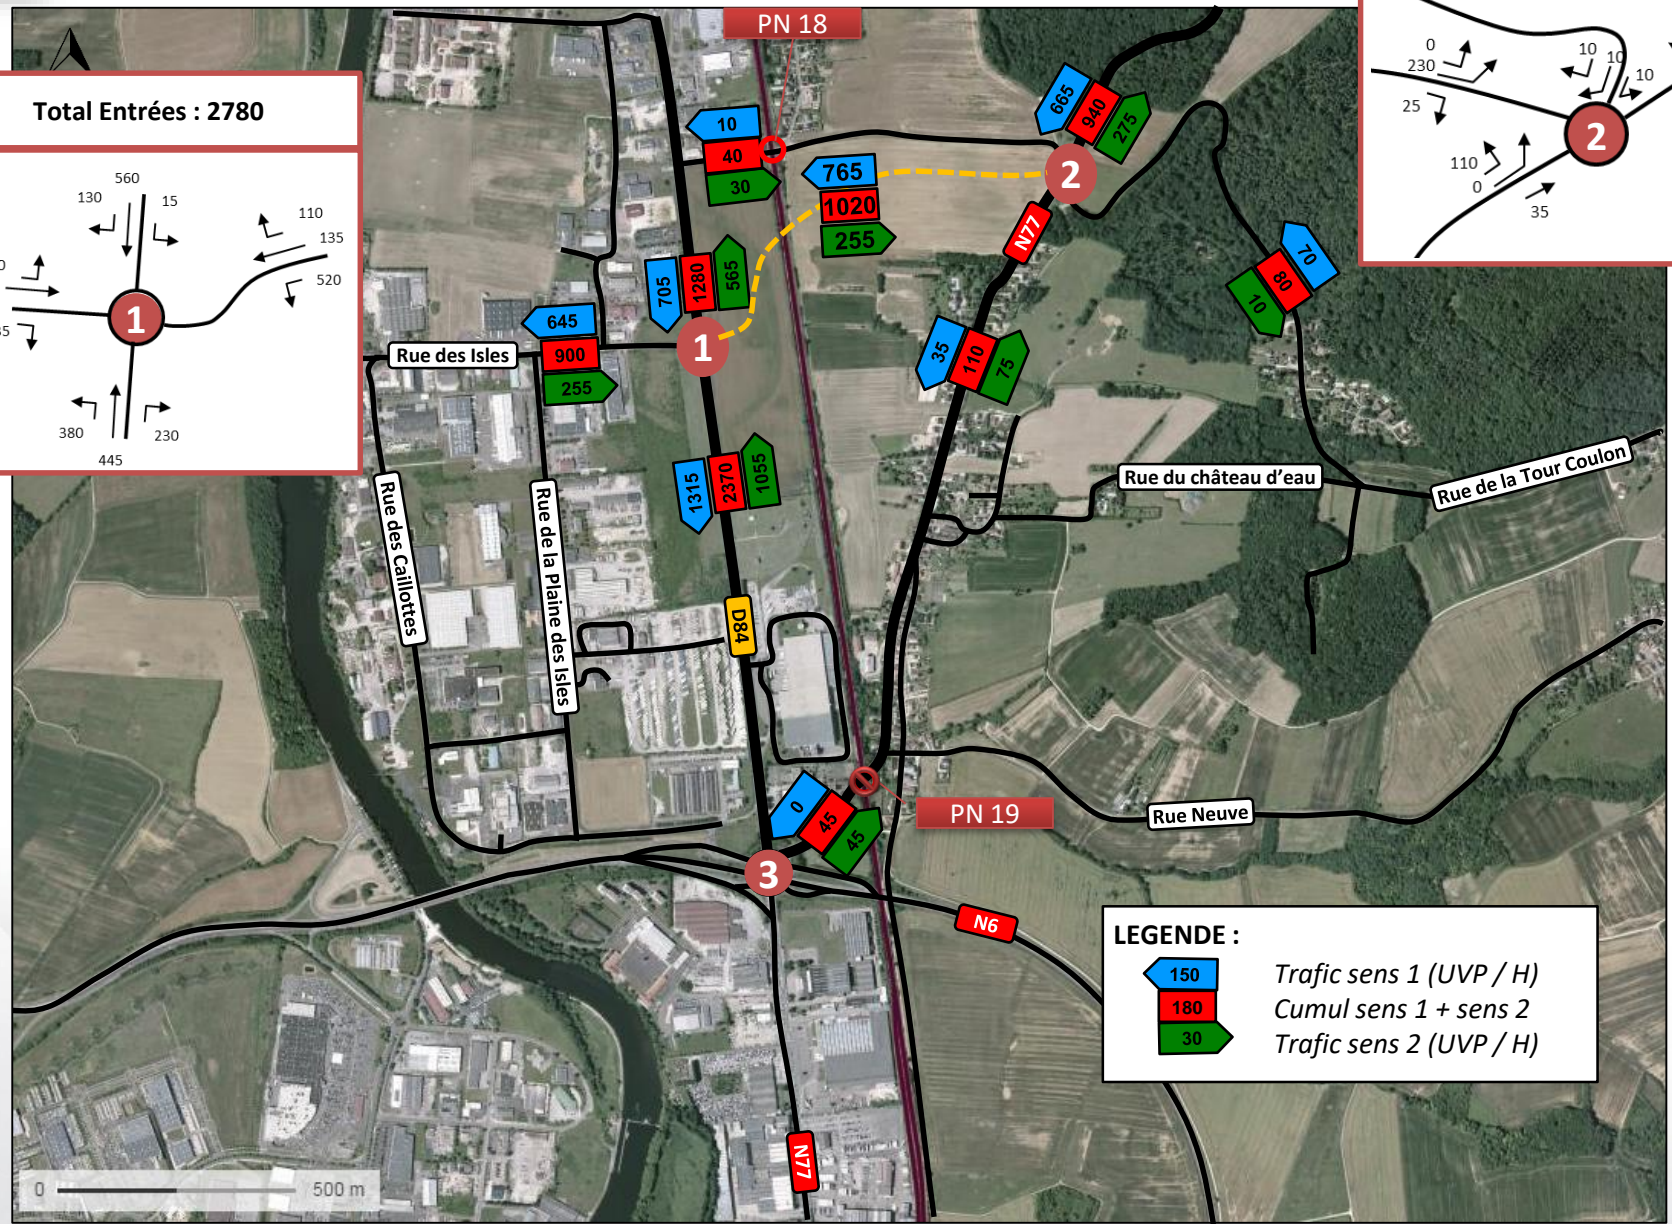 PN 18
Total Entrées : 2780
560
130
15
110
135
520
1
380
230
445
0
230
25
10
10
10
2
110
0
35
665
940
275
10
40
30
765
1020
255
2
N77
705
1280
565
1
645
900
255
Rue des Isles
70
80
10
35
110
75
1315
2370
1055
Rue du château d'eau
Rue de la Tour Coulon
Rue des Caillottes
Rue de la Plaine des Isles
D84
0
45
45
PN 19
Rue Neuve
3
N6
N77
LEGENDE :
150 Trafic sens 1 (UVP / H)
180 Cumul sens 1 + sens 2
30 Trafic sens 2 (UVP / H)
0 500 m